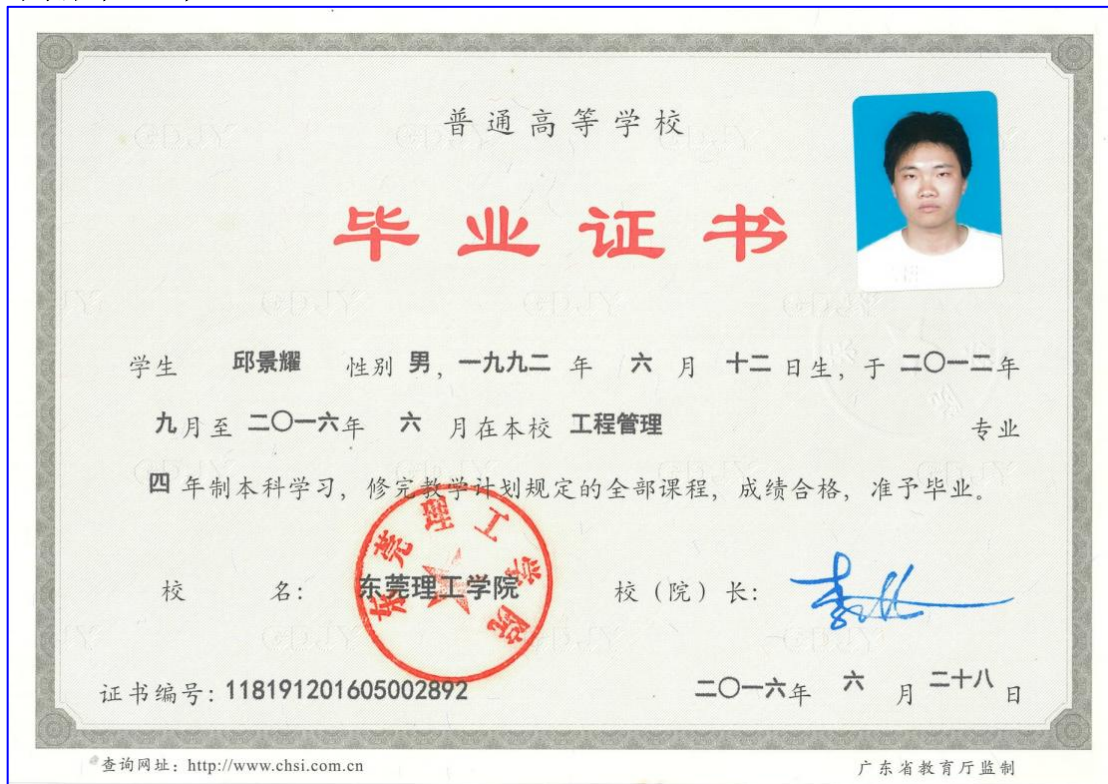 普通高等学校
毕业证书
学生 邱景耀 性别 男，一九九二 年 六 月 十二 日生，于 二〇一二年
九月至 二〇一六年 六 月在本校 工程管理 专业
四 年制本科学习，修完教学计划规定的全部课程，成绩合格，准予毕业。
东莞理工学院
校 名： 东莞理工学院 校（院）长：
证书编号：118191201605002892 二〇一六年 六 月 二十八 日
查询网址：http://www.chsi.com.cn 广东省教育厅监制